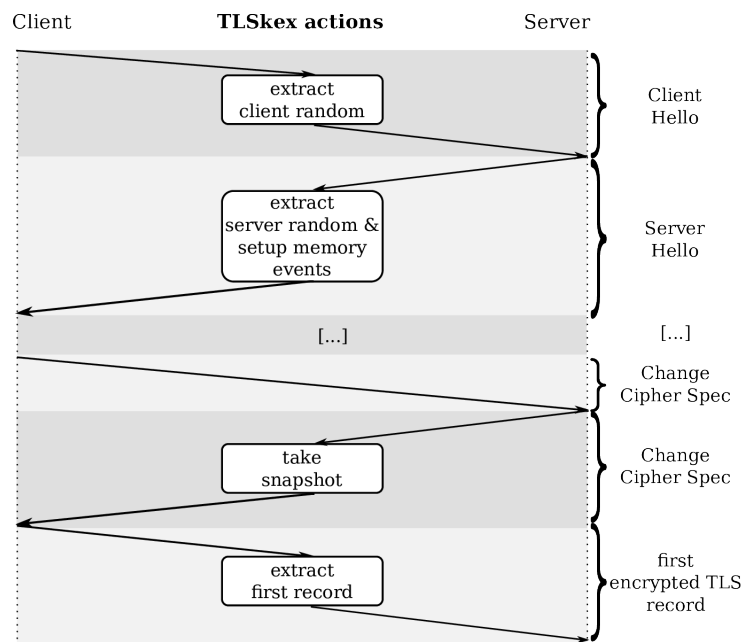 Client
TLSkex actions
Server
extract
client random
Client
Hello
extract
server random &
setup memory
events
Server
Hello
[...]
[...]
Change
Cipher Spec
take
snapshot
Change
Cipher Spec
extract
first record
first
encrypted TLS
record